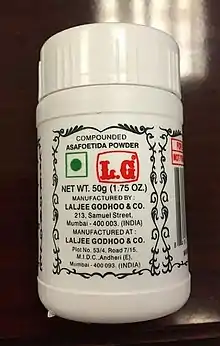 COMPOUNDED
ASAFOETIDA POWDER
L.G
NET WT. 50g (1.75 OZ.)
MANUFACTURED BY :
LALJEE GODHOO & CO.
213, Samuel Street,
Mumbai - 400 003. (INDIA)
MANUFACTURED AT :
LALJEE GODHOO & CO.
Plot No. 53/4, Road 7/15.
M.I.D.C., Andheri (E).
Mumbai - 400 093. (INDIA)